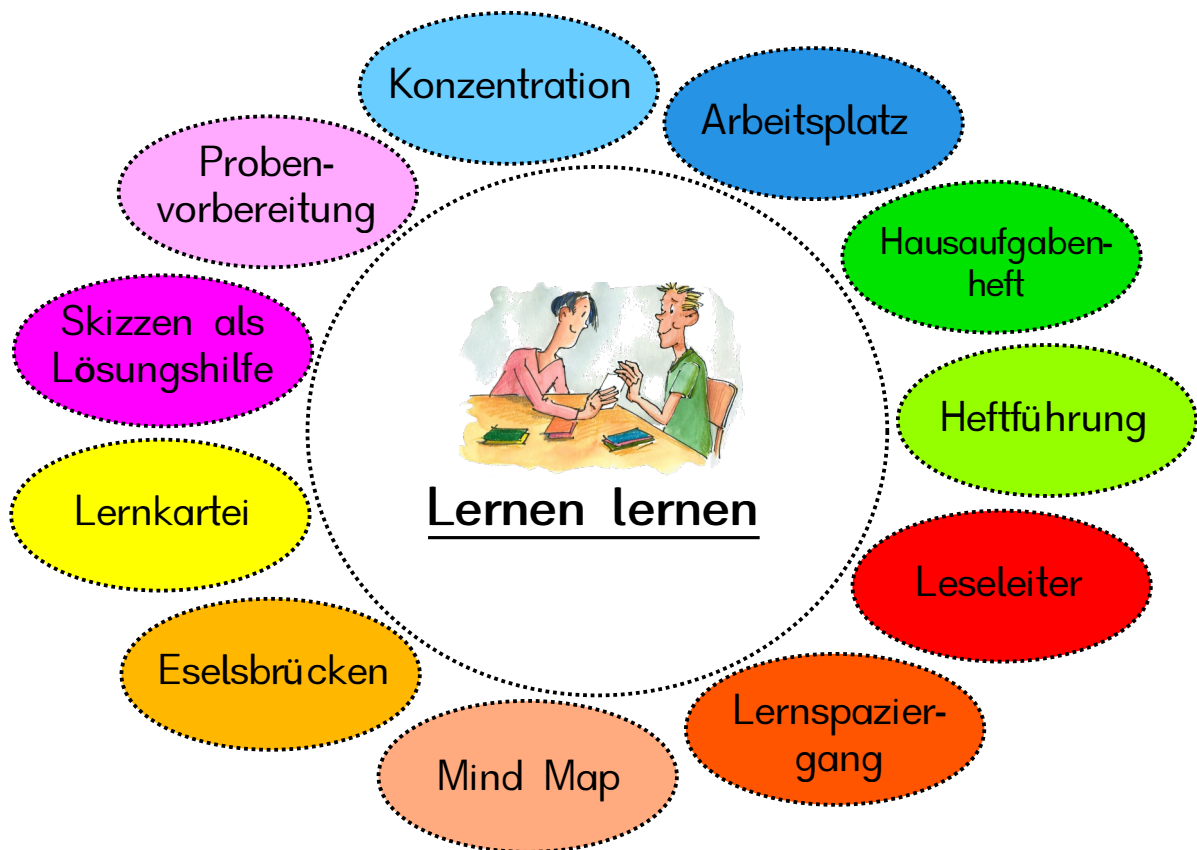 Konzentration
Arbeitsplatz
Hausaufgaben-
heft
Heftführung
Leseleiter
Lernspazier-
gang
Mind Map
Eselsbrücken
Lernkartei
Skizzen als
Lösungshilfe
Proben-
vorbereitung
Lernen lernen